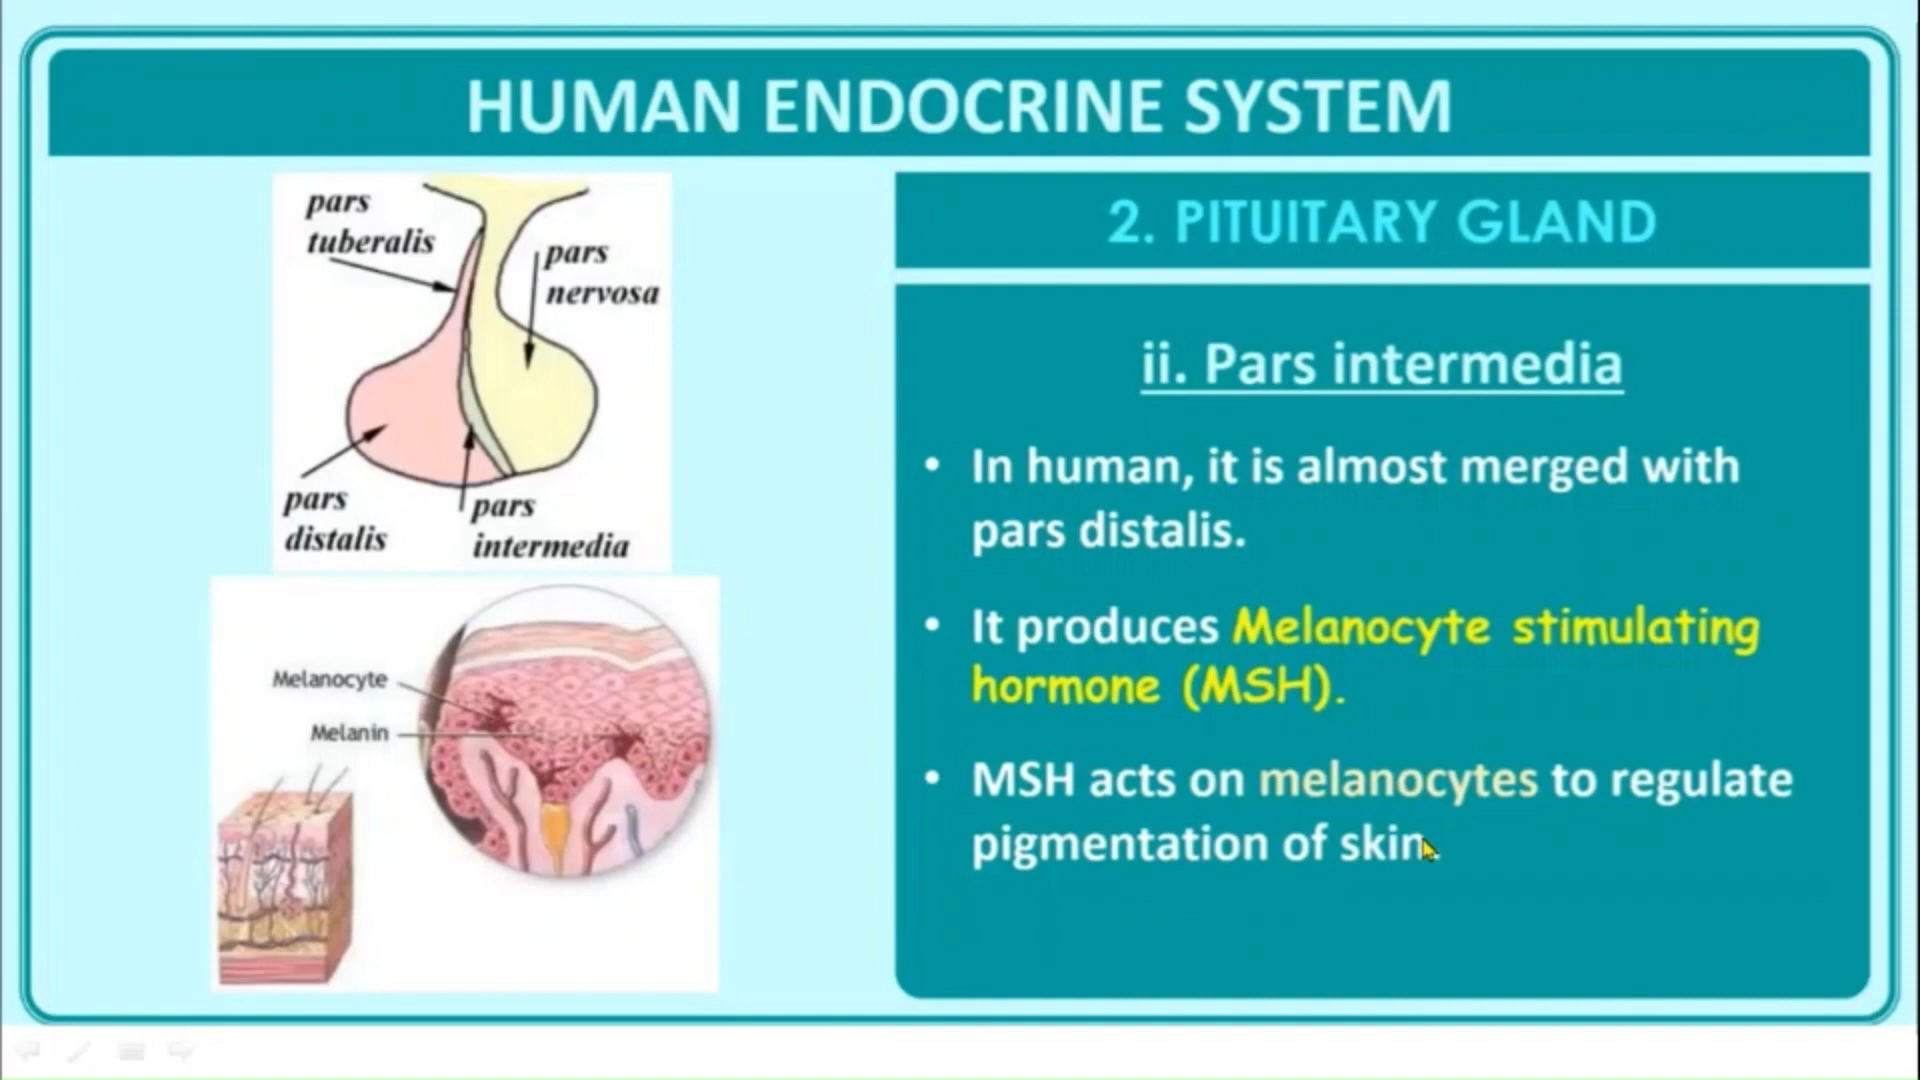 HUMAN ENDOCRINE SYSTEM
pars
tuberalis
pars
nervosa
pars
distalis
pars
intermedia
Melanocyte
Melanin
2. PITUITARY GLAND
ii. Pars intermedia
• In human, it is almost merged with
pars distalis.
• It produces Melanocyte stimulating
hormone (MSH).
• MSH acts on melanocytes to regulate
pigmentation of skin.